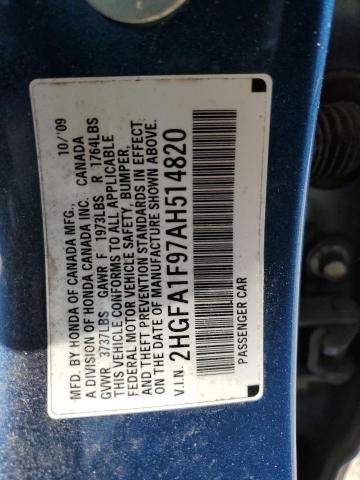 MFD. BY HONDA OF CANADA MFG., 10/'09
A DIVISION OF HONDA CANADA INC. CANADA
GVWR 3737LBS GAWR F 1973LBS R 1764LBS
THIS VEHICLE CONFORMS TO ALL APPLICABLE
FEDERAL MOTOR VEHICLE SAFETY, BUMPER,
AND THEFT PREVENTION STANDARDS IN EFFECT
ON THE DATE OF MANUFACTURE SHOWN ABOVE.
V.I.N. 2HGFA1F97AH514820
PASSENGER CAR